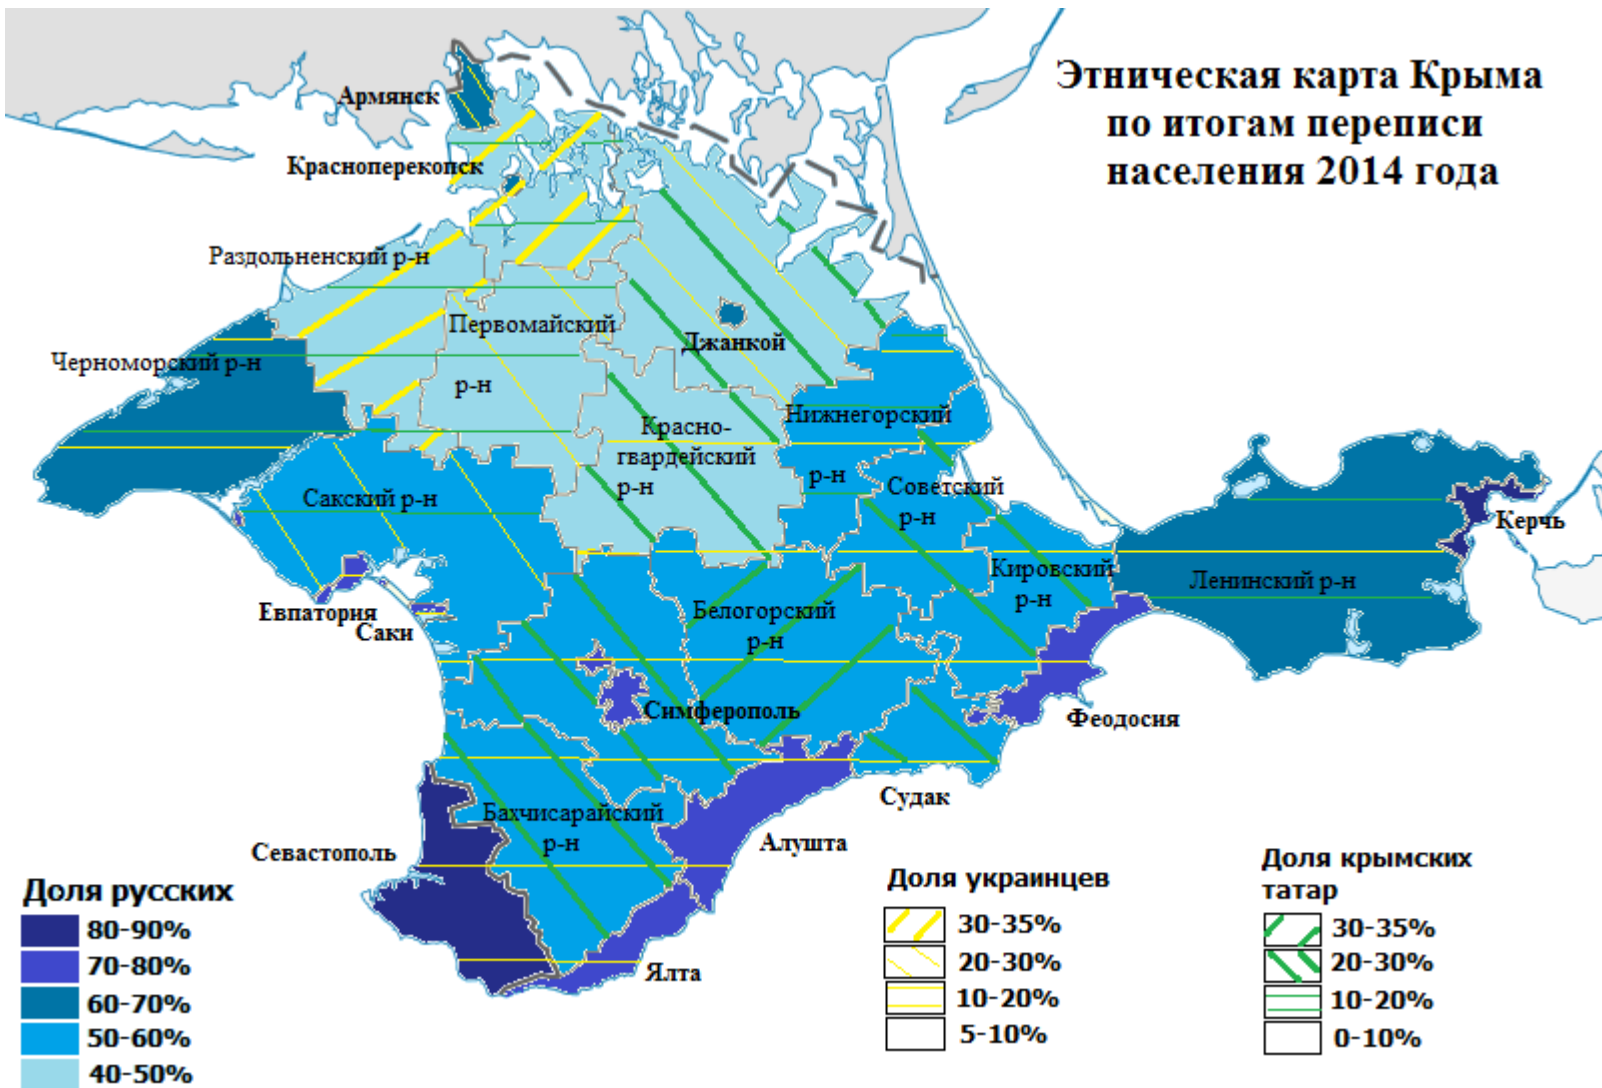 Этническая карта Крыма
по итогам переписи
населения 2014 года
Армянск
Красноперекопск
Раздольненский р-н
Первомайский
р-н
Черноморский р-н
Джанкой
Красно-
гвардейский
р-н
Нижнегорский
р-н
Советский
р-н
Сакский р-н
Керчь
Кировский
р-н
Ленинский р-н
Евпатория
Саки
Белогорский
р-н
Симферополь
Феодосия
Судак
Бахчисарайский
р-н
Алушта
Севастополь
Ялта
Доля русских
80-90%
70-80%
60-70%
50-60%
40-50%
Доля украинцев
30-35%
20-30%
10-20%
5-10%
Доля крымских
татар
30-35%
20-30%
10-20%
0-10%